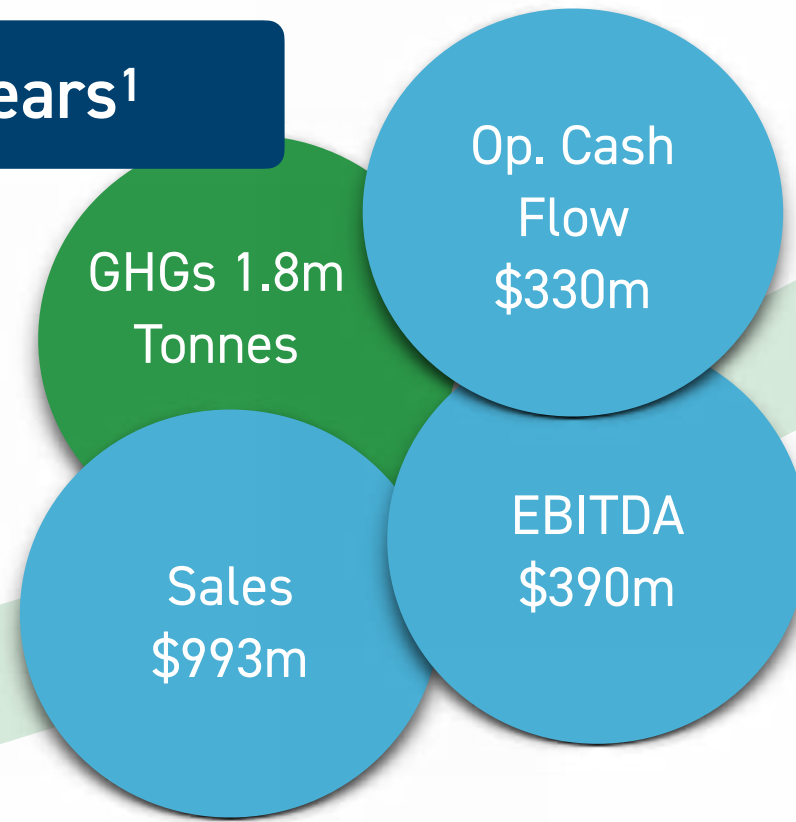 ears¹
Op. Cash
Flow
$330m
GHGs 1.8m
Tonnes
EBITDA
$390m
Sales
$993m